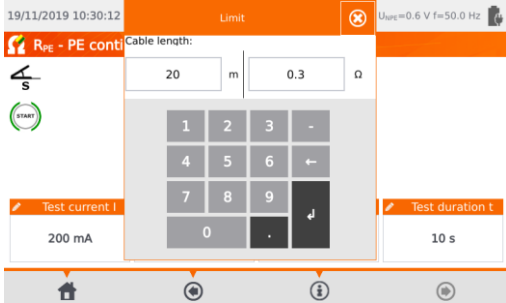 19/11/2019 10:30:12
Limit
UNPE=0.6 V f=50.0 Hz
RPE - PE conti
Cable length:
20 m 0.3 Ω
S
START
1 2 3 -
4 5 6 ←
7 8 9 ↲
0 .
Test current I
200 mA
Test duration t
10 s